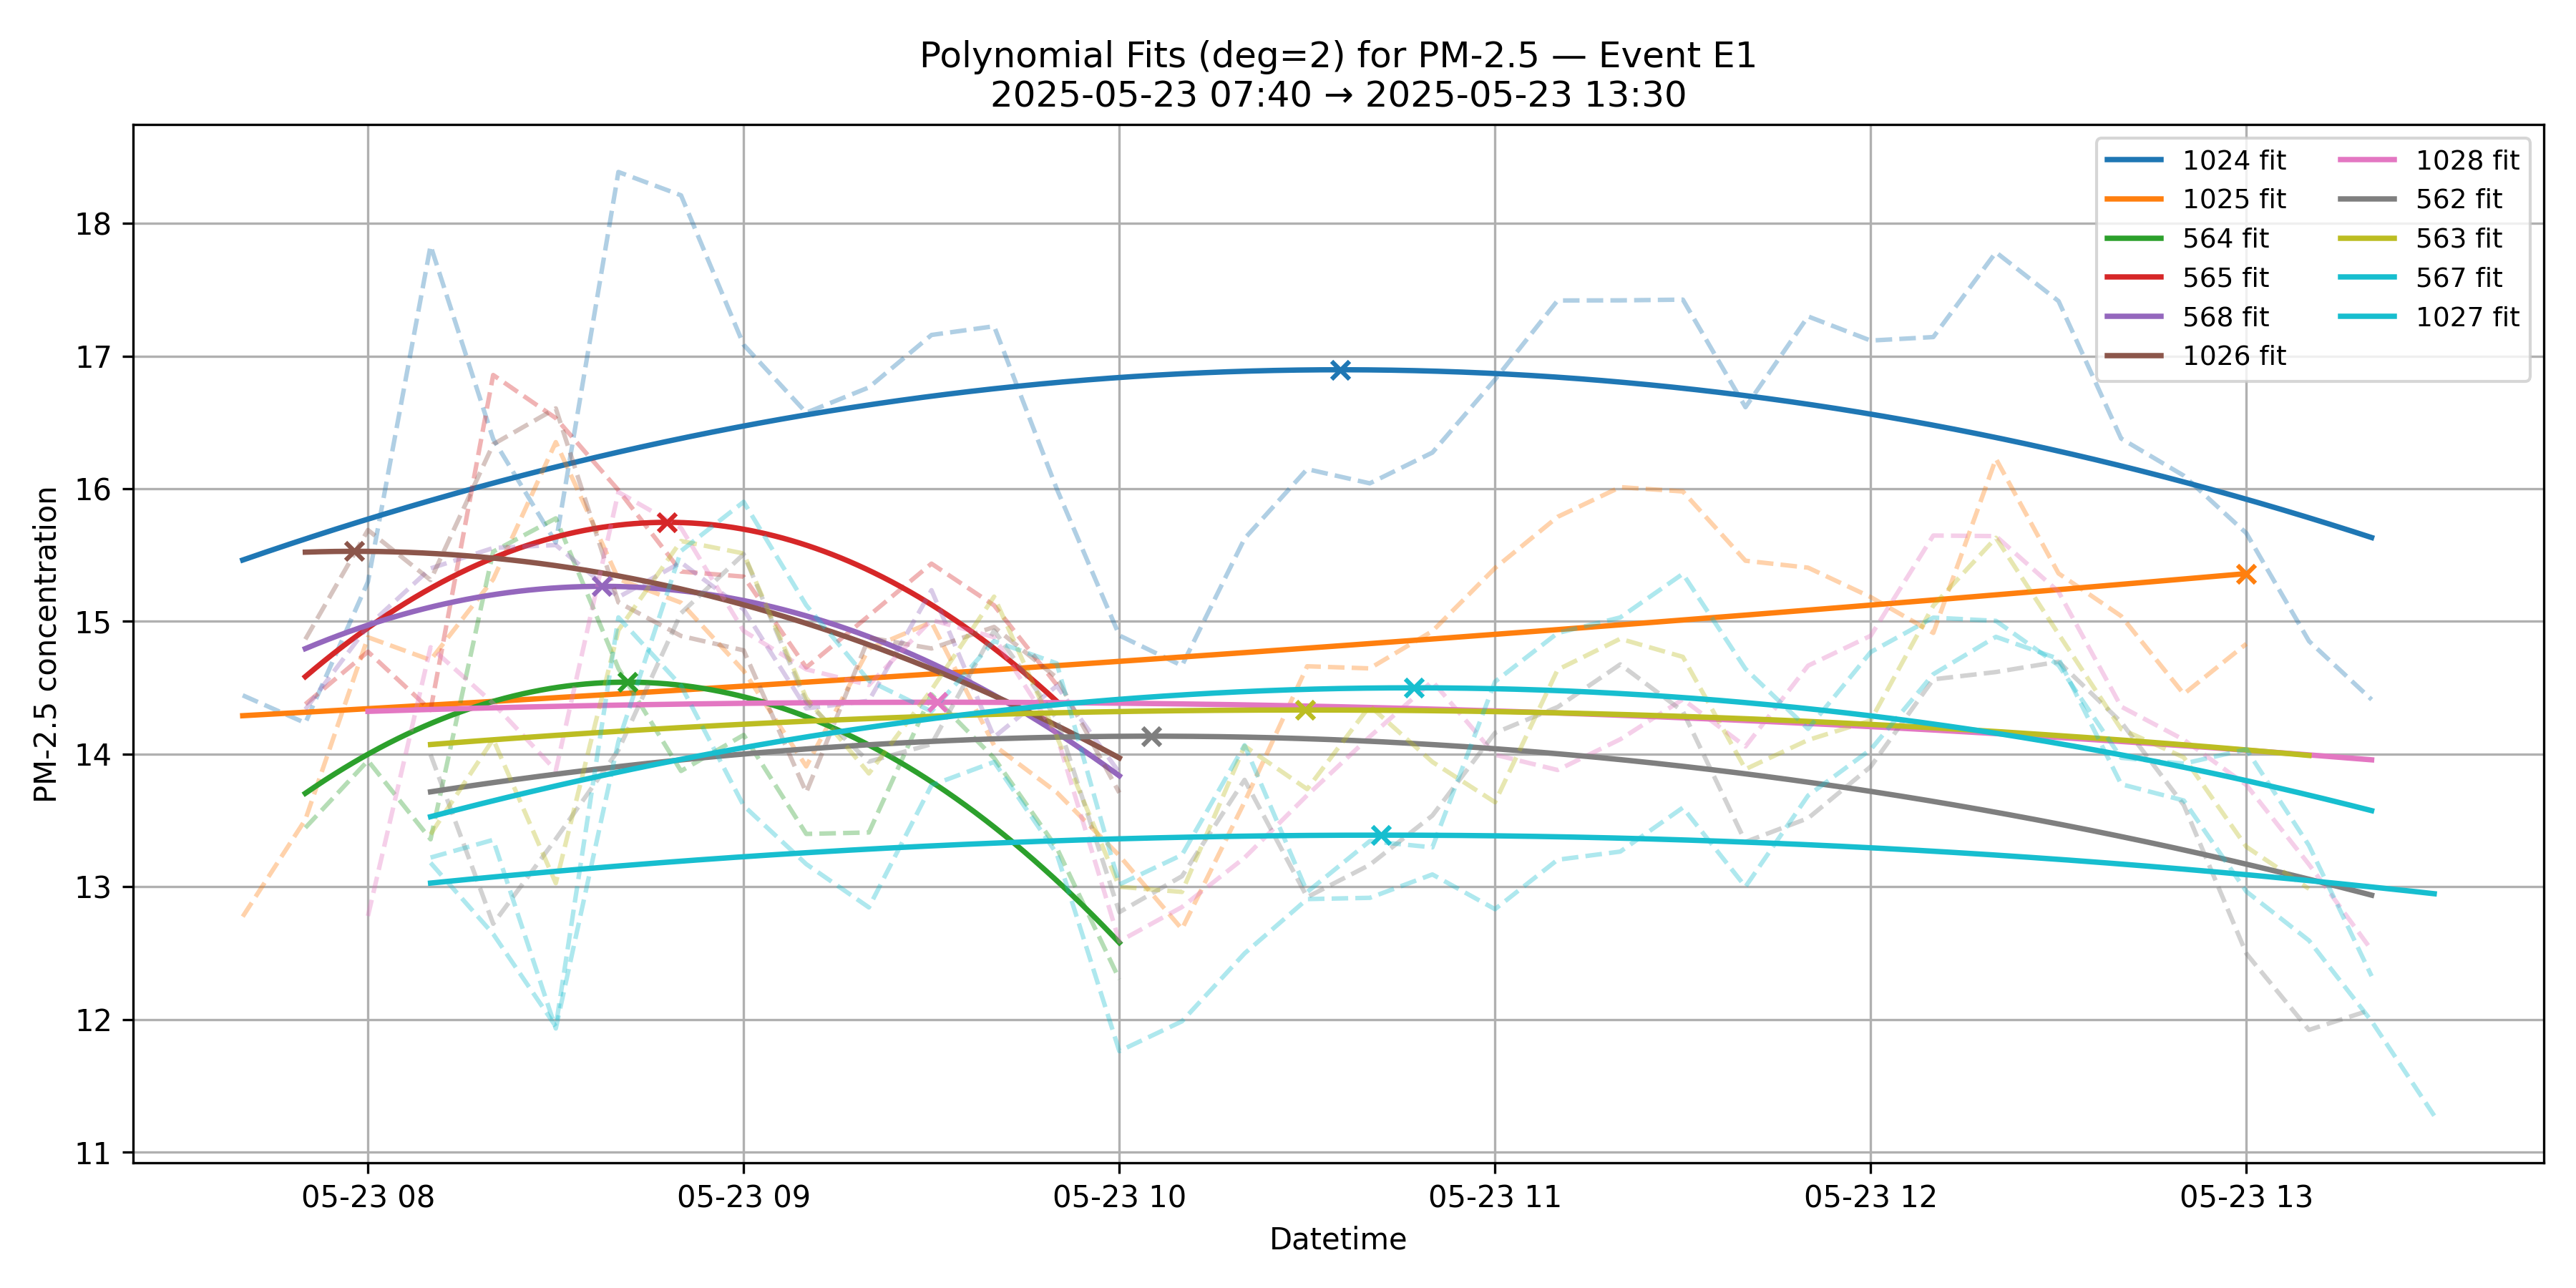 Polynomial Fits (deg=2) for PM-2.5 — Event E1
2025-05-23 07:40 → 2025-05-23 13:30
PM-2.5 concentration
18
17
16
15
14
13
12
11
1024 fit
1025 fit
564 fit
565 fit
568 fit
1026 fit
1028 fit
562 fit
563 fit
567 fit
1027 fit
05-23 08
05-23 09
05-23 10
05-23 11
05-23 12
05-23 13
Datetime